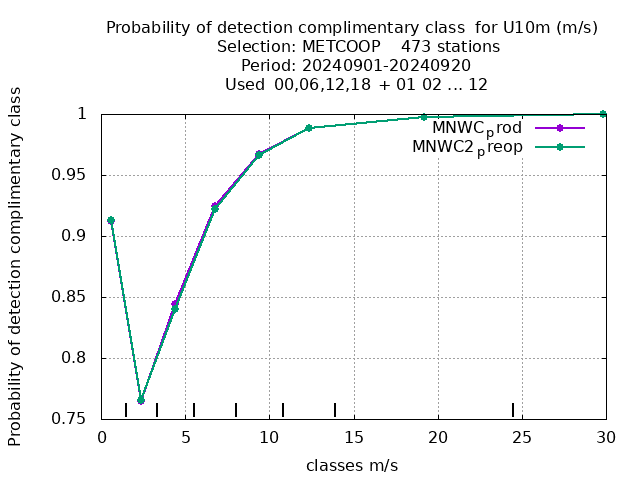 Probability of detection complimentary class for U10m (m/s)
Selection: METCOOP 473 stations
Period: 20240901-20240920
Used 00,06,12,18 + 01 02 ... 12
Probability of detection complimentary class
1
0.95
0.9
0.85
0.8
0.75
MNWCprod
MNWC2preop
0 5 10 15 20 25 30
classes m/s